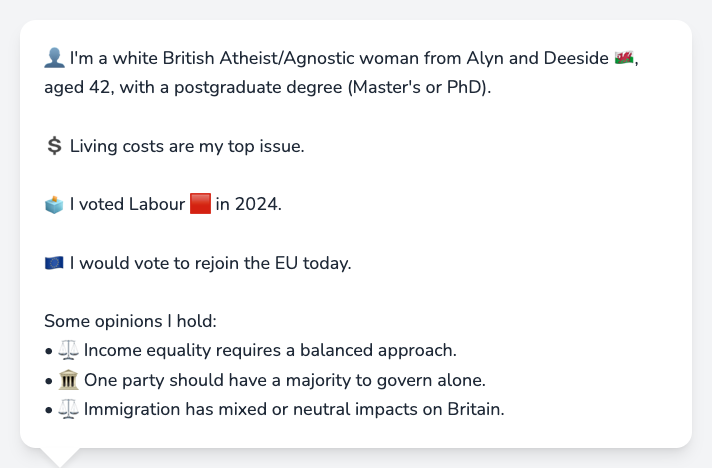 👤 I'm a white British Atheist/Agnostic woman from Alyn and Deeside 🏴󠁧󠁢󠁷󠁬󠁳󠁿,
aged 42, with a postgraduate degree (Master's or PhD).
💲 Living costs are my top issue.
🗳️ I voted Labour 🟥 in 2024.
🇪🇺 I would vote to rejoin the EU today.
Some opinions I hold:
• ⚖️ Income equality requires a balanced approach.
• 🏛️ One party should have a majority to govern alone.
• ⚖️ Immigration has mixed or neutral impacts on Britain.